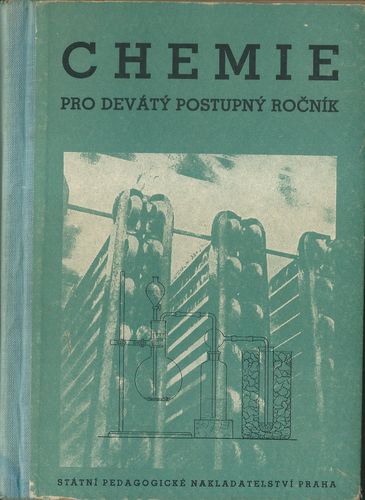 CHEMIE
PRO DEVÁTÝ POSTUPNÝ ROČNÍK
STÁTNÍ PEDAGOGICKÉ NAKLADATELSTVÍ PRAHA